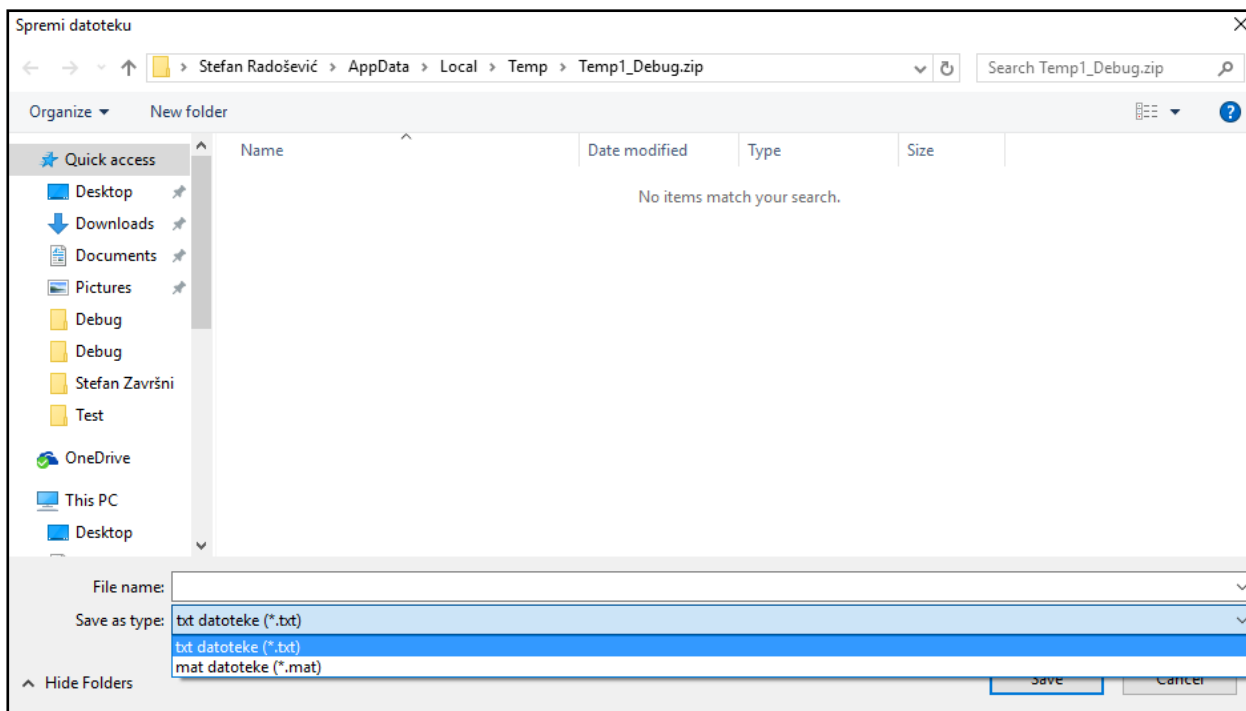 Spremi datoteku
Stefan Radošević > AppData > Local > Temp > Temp1_Debug.zip
Search Temp1_Debug.zip
Organize
New folder
Name
Date modified
Type
Size
No items match your search.
Quick access
Desktop
Downloads
Documents
Pictures
Debug
Debug
Stefan Završni
Test
OneDrive
This PC
Desktop
File name:
Save as type: txt datoteke (*.txt)
txt datoteke (*.txt)
mat datoteke (*.mat)
Hide Folders
Save
Cancel